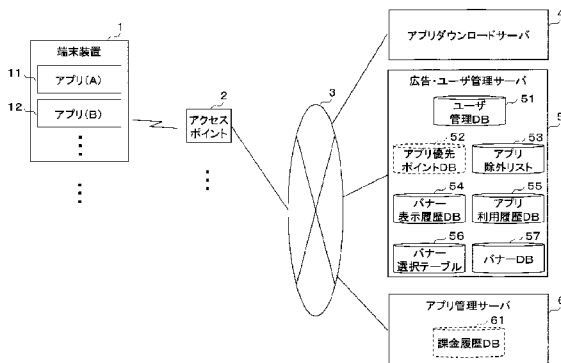 1
端末装置
11
アプリ(A)
12
アプリ(B)
2
アクセス
ポイント
3
4
アプリダウンロードサーバ
広告・ユーザ管理サーバ
5
51
ユーザ
管理DB
52
アプリ優先
ポイントDB
53
アプリ
除外リスト
54
バナー
表示履歴DB
55
アプリ
利用履歴DB
56
バナー
選択テーブル
57
バナーDB
アプリ管理サーバ
6
61
課金履歴DB